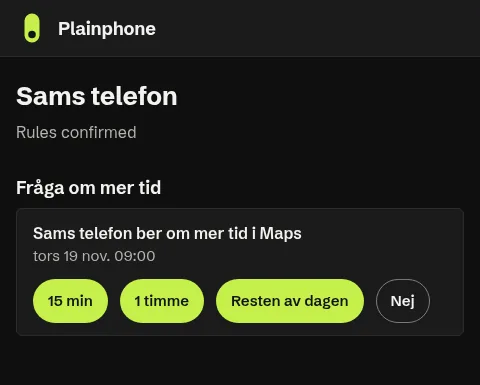 Plainphone
Sams telefon
Rules confirmed
Fråga om mer tid
Sams telefon ber om mer tid i Maps
tors 19 nov. 09:00
15 min 1 timme Resten av dagen Nej